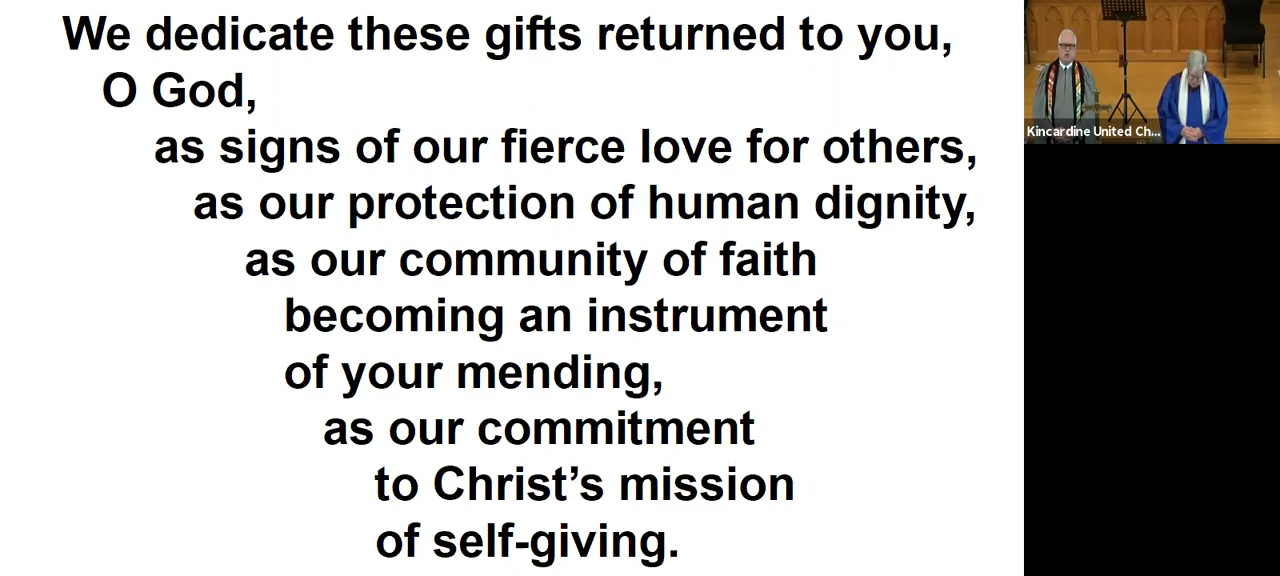 We dedicate these gifts returned to you,
O God,
as signs of our fierce love for others,
as our protection of human dignity,
as our community of faith
becoming an instrument
of your mending,
as our commitment
to Christ’s mission
of self-giving.
Kincardine United Ch...